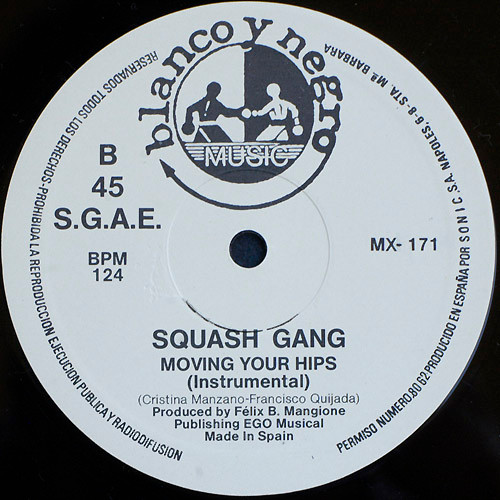 blanco y negro
MUSIC
B
45
S.G.A.E.
BPM
124
MX- 171
SQUASH GANG
MOVING YOUR HIPS
(Instrumental)
(Cristina Manzano-Francisco Quijada)
Produced by Félix B. Mangione
Publishing EGO Musical
Made In Spain
RESERVADOS TODOS LOS DERECHOS-PROHIBIDA LA REPRODUCCION EJECUCION PUBLICA Y RADIODIFUSION
PERMISO NUMERO.80 62 PRODUCIDO EN ESPAÑA POR S O N I C S.A. NAPOLES 6-8-STA. Mª. BARBARA